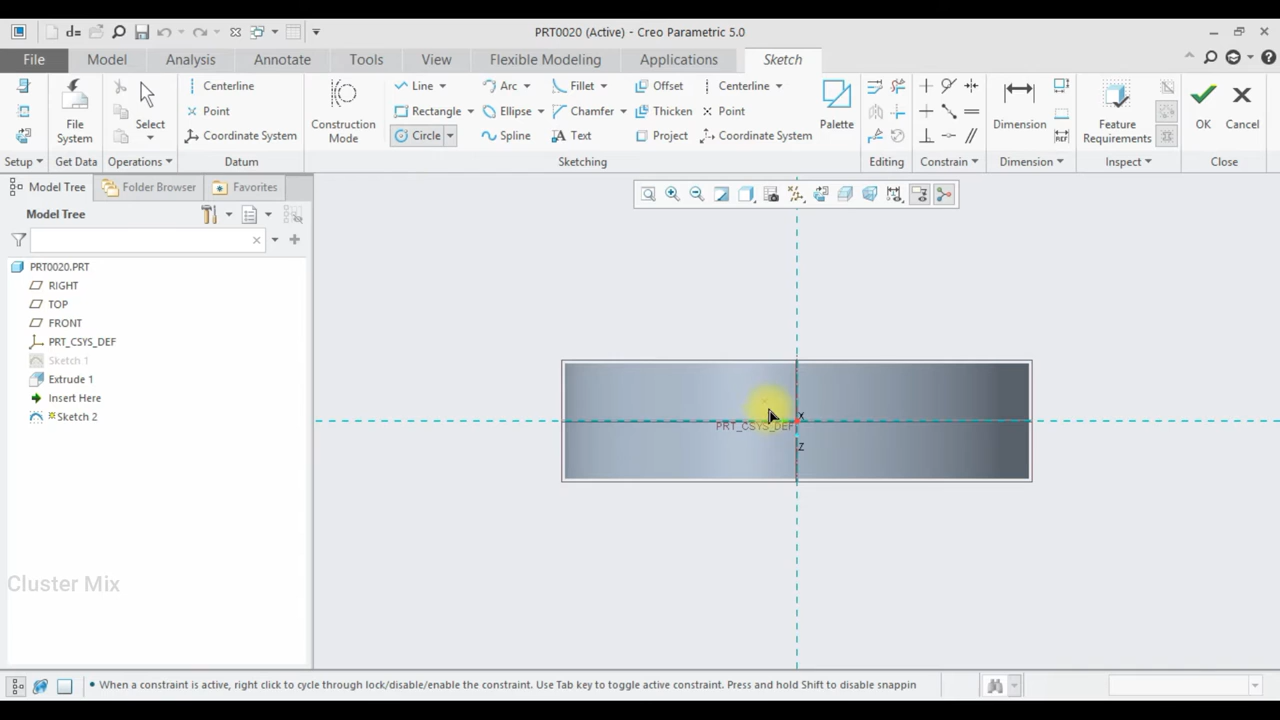 d=
PRT0020 (Active) - Creo Parametric 5.0
File Model Analysis Annotate Tools View Flexible Modeling Applications Sketch
Centerline Line Arc Fillet Offset Centerline
Point Rectangle Ellipse Chamfer Thicken Point
Coordinate System Circle Spline Text Project Coordinate System
File System
Select
Construction Mode
Palette
Dimension
REF
Feature Requirements
OK
Cancel
Setup Get Data Operations Datum Sketching Editing Constrain Dimension Inspect Close
Model Tree Folder Browser Favorites
Model Tree
PRT0020.PRT
RIGHT
TOP
FRONT
PRT_CSYS_DEF
Sketch 1
Extrude 1
Insert Here
Sketch 2
X
PRT_CSYS_DEF
Z
Cluster Mix
• When a constraint is active, right click to cycle through lock/disable/enable the constraint. Use Tab key to toggle active constraint. Press and hold Shift to disable snappin